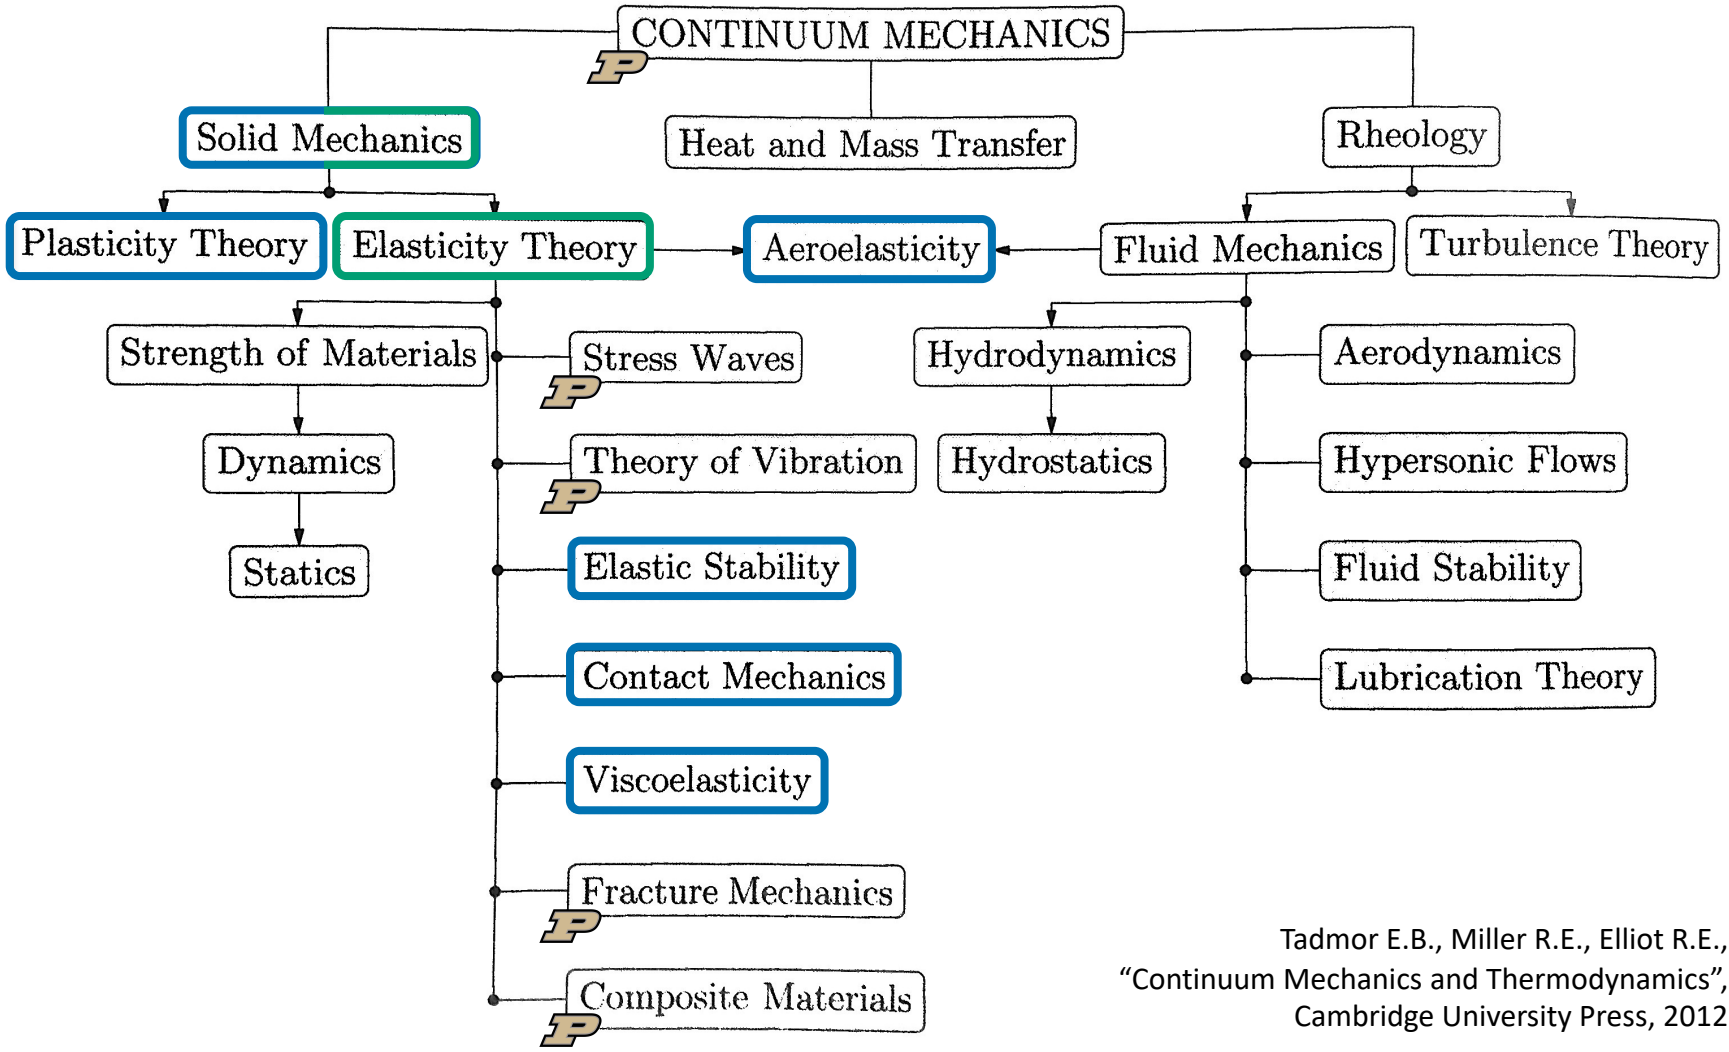 CONTINUUM MECHANICS
P
Solid Mechanics
Heat and Mass Transfer
Rheology
Plasticity Theory
Elasticity Theory
Aeroelasticity
Fluid Mechanics
Turbulence Theory
Strength of Materials
Stress Waves
P
Hydrodynamics
Aerodynamics
Dynamics
Theory of Vibration
P
Hydrostatics
Hypersonic Flows
Statics
Elastic Stability
Fluid Stability
Contact Mechanics
Lubrication Theory
Viscoelasticity
Fracture Mechanics
P
Composite Materials
P
Tadmor E.B., Miller R.E., Elliot R.E.,
“Continuum Mechanics and Thermodynamics”,
Cambridge University Press, 2012